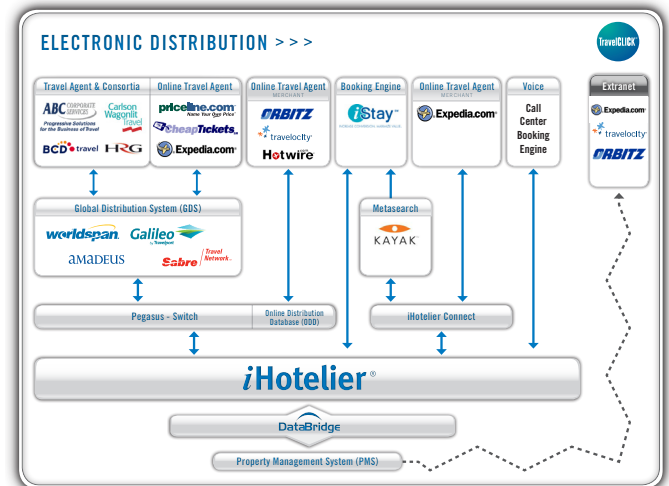 ELECTRONIC DISTRIBUTION > > >
TravelCLICK
Travel Agent & Consortia
ABC CORPORATE SERVICES
Progressive Solutions
for the Business of Travel
Carlson
Wagonlit
Travel
BCD travel
HRG
Online Travel Agent
priceline.com
Name Your Own Price
CheapTickets
Expedia.com
Online Travel Agent
MERCHANT
ORBITZ
travelocity
Hotwire.com
Booking Engine
iStay
Online Travel Agent
MERCHANT
Expedia.com
Voice
Call
Center
Booking
Engine
Extranet
Expedia.com
travelocity
ORBITZ
Global Distribution System (GDS)
worldspan.
Galileo
by Travelport
AMADEUS
Sabre Travel Network
Metasearch
KAYAK
Pegasus - Switch
Online Distribution
Database (ODD)
iHotelier Connect
iHotelier®
DataBridge
Property Management System (PMS)